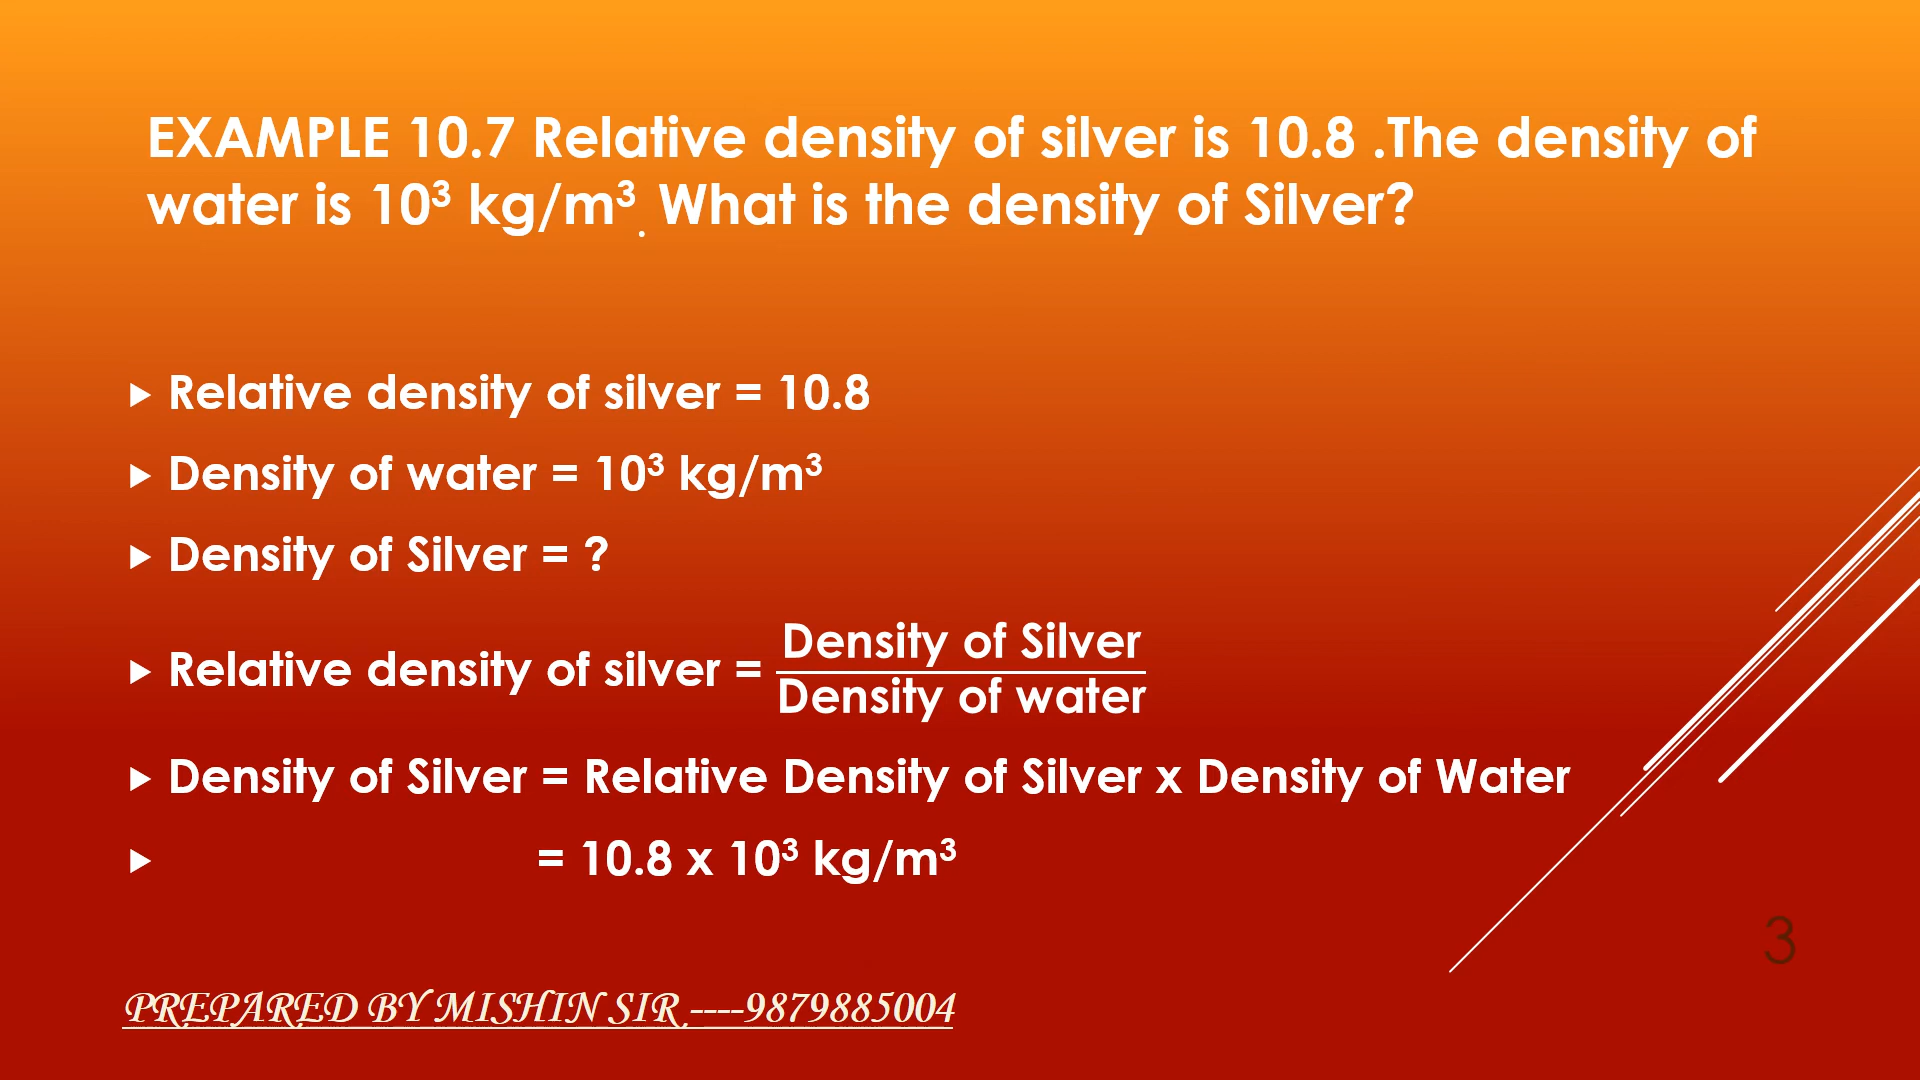 EXAMPLE 10.7 Relative density of silver is 10.8 .The density of
water is 10³ kg/m³. What is the density of Silver?
▶ Relative density of silver = 10.8
▶ Density of water = 10³ kg/m³
▶ Density of Silver = ?
▶ Relative density of silver = Density of Silver
Density of water
▶ Density of Silver = Relative Density of Silver x Density of Water
▶ = 10.8 x 10³ kg/m³
3
PREPARED BY MISHIN SIR ----9879885004